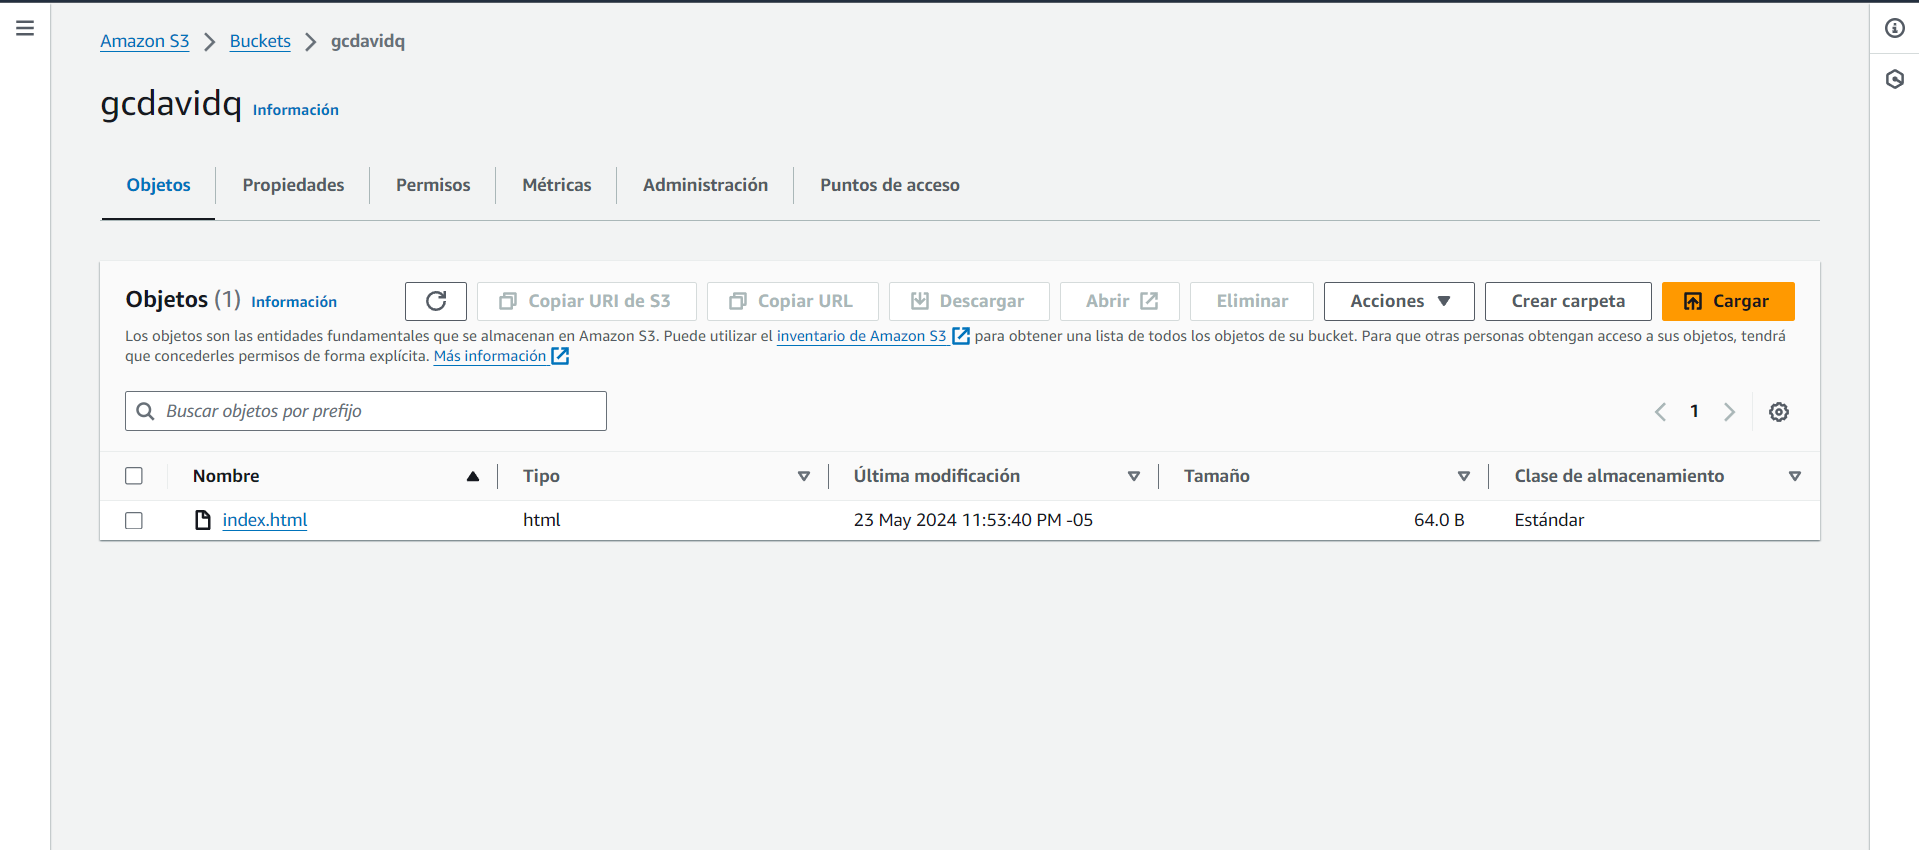 Amazon S3 > Buckets > gcdavidq
gcdavidq Información
Objetos Propiedades Permisos Métricas Administración Puntos de acceso
Objetos (1) Información Copiar URI de S3 Copiar URL Descargar Abrir Eliminar Acciones Crear carpeta Cargar
Los objetos son las entidades fundamentales que se almacenan en Amazon S3. Puede utilizar el inventario de Amazon S3 para obtener una lista de todos los objetos de su bucket. Para que otras personas obtengan acceso a sus objetos, tendrá
que concederles permisos de forma explícita. Más información
Buscar objetos por prefijo 1
Nombre Tipo Última modificación Tamaño Clase de almacenamiento
index.html html 23 May 2024 11:53:40 PM -05 64.0 B Estándar